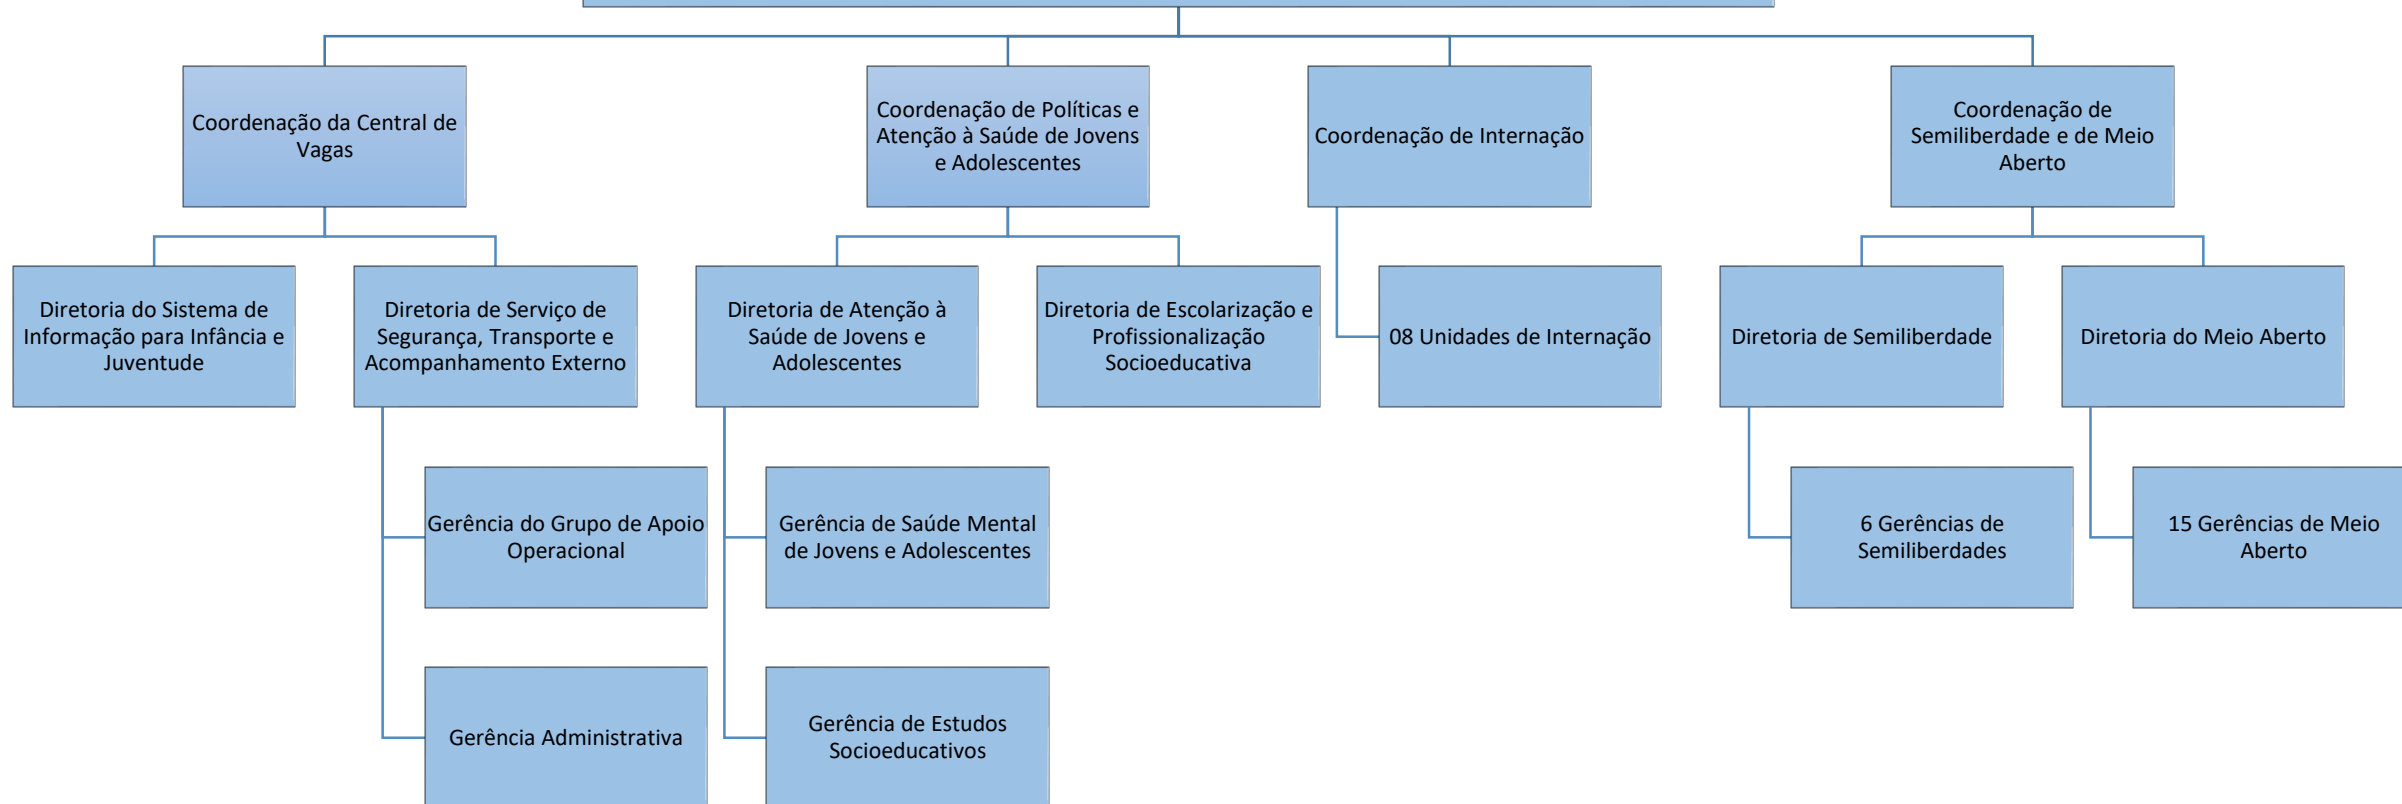 Coordenação da Central de
Vagas
Coordenação de Políticas e
Atenção à Saúde de Jovens
e Adolescentes
Coordenação de Internação
Coordenação de
Semiliberdade e de Meio
Aberto
Diretoria do Sistema de
Informação para Infância e
Juventude
Diretoria de Serviço de
Segurança, Transporte e
Acompanhamento Externo
Diretoria de Atenção à
Saúde de Jovens e
Adolescentes
Diretoria de Escolarização e
Profissionalização
Socioeducativa
08 Unidades de Internação
Diretoria de Semiliberdade
Diretoria do Meio Aberto
Gerência do Grupo de Apoio
Operacional
Gerência de Saúde Mental
de Jovens e Adolescentes
6 Gerências de
Semiliberdades
15 Gerências de Meio
Aberto
Gerência Administrativa
Gerência de Estudos
Socioeducativos